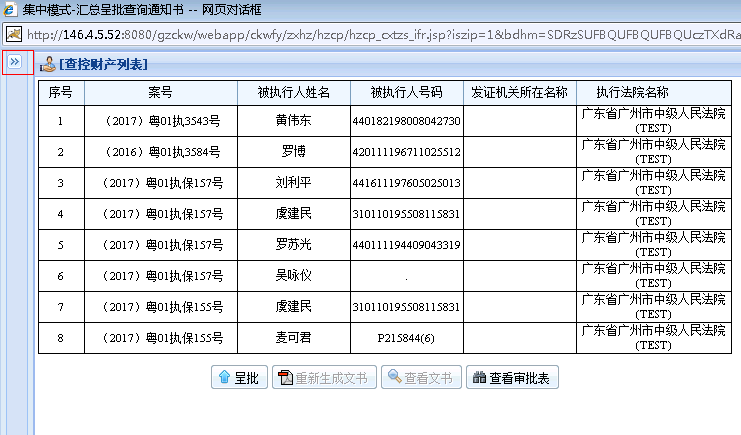 集中模式-汇总呈批查询通知书 -- 网页对话框
http://146.4.5.52:8080/gzckw/webapp/ckwfy/zxhz/hzcp/hzcp_cxtzs_ifr.jsp?iszip=1&bdhm=SDRzSUFBQUFBQUFBQUczTXdRa
[查控财产列表]
序号 案号 被执行人姓名 被执行人号码 发证机关所在名称 执行法院名称
1 （2017）粤01执3543号 黄伟东 440182198008042730 广东省广州市中级人民法院
(TEST)
2 （2016）粤01执3584号 罗博 420111196711025512 广东省广州市中级人民法院
(TEST)
3 （2017）粤01执保157号 刘利平 441611197605025013 广东省广州市中级人民法院
(TEST)
4 （2017）粤01执保157号 虞建民 310110195508115831 广东省广州市中级人民法院
(TEST)
5 （2017）粤01执保157号 罗苏光 440111194409043319 广东省广州市中级人民法院
(TEST)
6 （2017）粤01执保157号 吴咏仪 . 广东省广州市中级人民法院
(TEST)
7 （2017）粤01执保155号 虞建民 310110195508115831 广东省广州市中级人民法院
(TEST)
8 （2017）粤01执保155号 麦可君 P215844(6) 广东省广州市中级人民法院
(TEST)
呈批 重新生成文书 查看文书 查看审批表